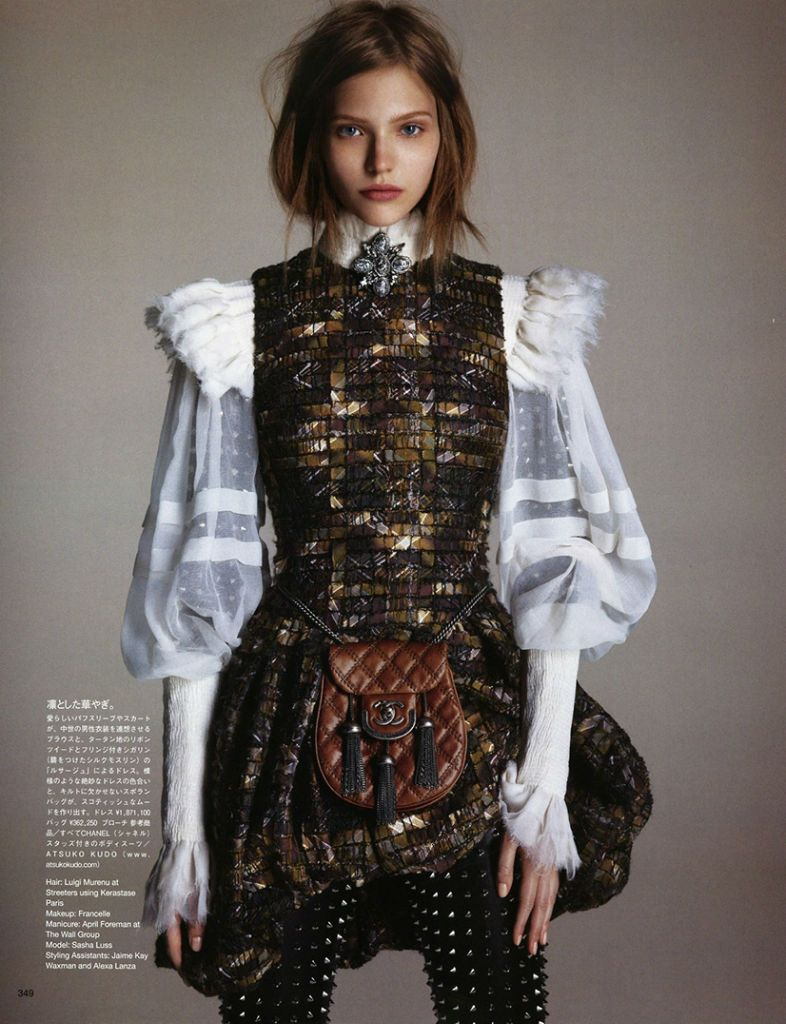 凛とした華やぎ。
愛らしいパフスリーブやスカート
が、中世の男性衣装を連想させる
ブラウスと、タータン地のリボン
ツイードとフリンジ付きシガリン
(膜をつけたシルクモスリン)の
「ルサージュ」によるドレス。模
様のような絶妙なドレスの色合い
と、キルトに欠かせないスポラン
バッグが、スコティッシュなムー
ドを作り出す。ドレス¥1,871,100
バッグ¥362,250 ブローチ 参考商
品/すべてCHANEL(シャネル)
スタッズ付きのボディスーツ/
ATSUKO KUDO(www.
atsukokudo.com)
Hair: Luigi Murenu at
Streeters using Kerastase
Paris
Makeup: Francelle
Manicure: April Foreman at
The Wall Group
Model: Sasha Luss
Styling Assistants: Jaime Kay
Waxman and Alexa Lanza
349